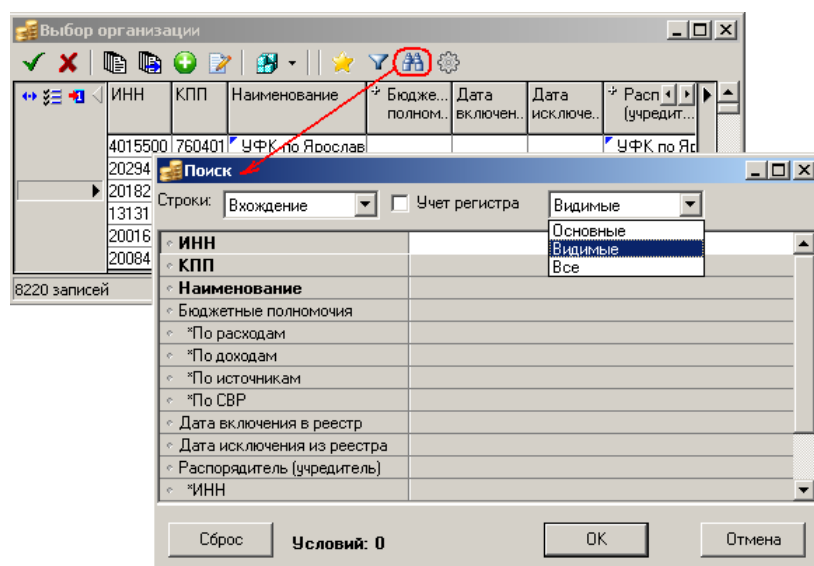 Выбор организации
ИНН КПП Наименование Бюдже... полном.. Дата включен.. Дата исключе.. Расп (учредит...
4015500 760401 УФК по Ярослав УФК по Яр
20294
20182
13131
20016
20084
8220 записей
Поиск
Строки: Вхождение Учет регистра Видимые
Основные
Видимые
Все
ИНН
КПП
Наименование
Бюджетные полномочия
*По расходам
*По доходам
*По источникам
*По СВР
Дата включения в реестр
Дата исключения из реестра
Распорядитель (учредитель)
*ИНН
Сброс Условий: 0 OK Отмена